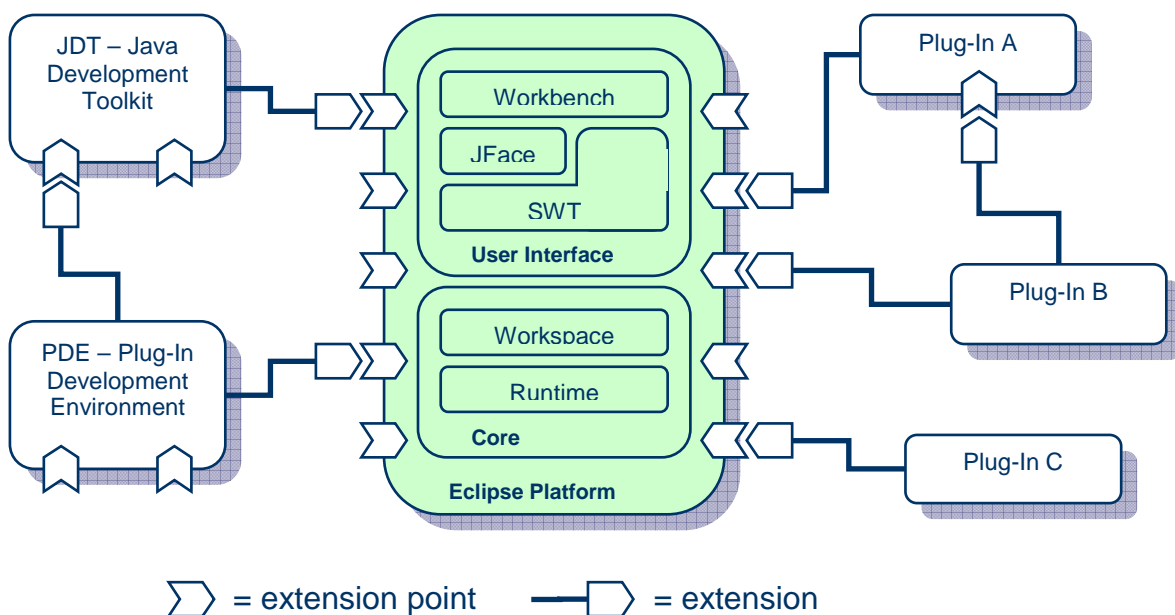 JDT – Java
Development
Toolkit
PDE – Plug-In
Development
Environment
Workbench
JFace
SWT
User Interface
Workspace
Runtime
Core
Eclipse Platform
Plug-In A
Plug-In B
Plug-In C
= extension point
= extension